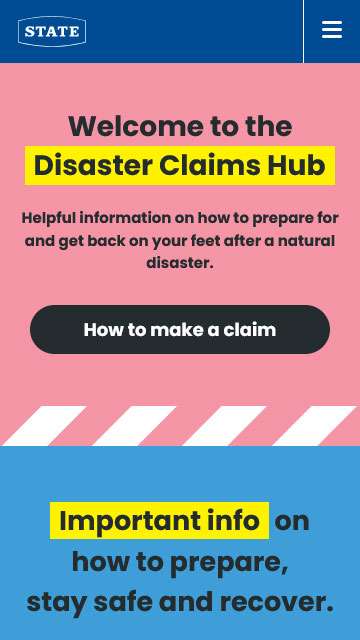 STATE
Welcome to the
Disaster Claims Hub
Helpful information on how to prepare for
and get back on your feet after a natural
disaster.
How to make a claim
Important info on
how to prepare,
stay safe and recover.